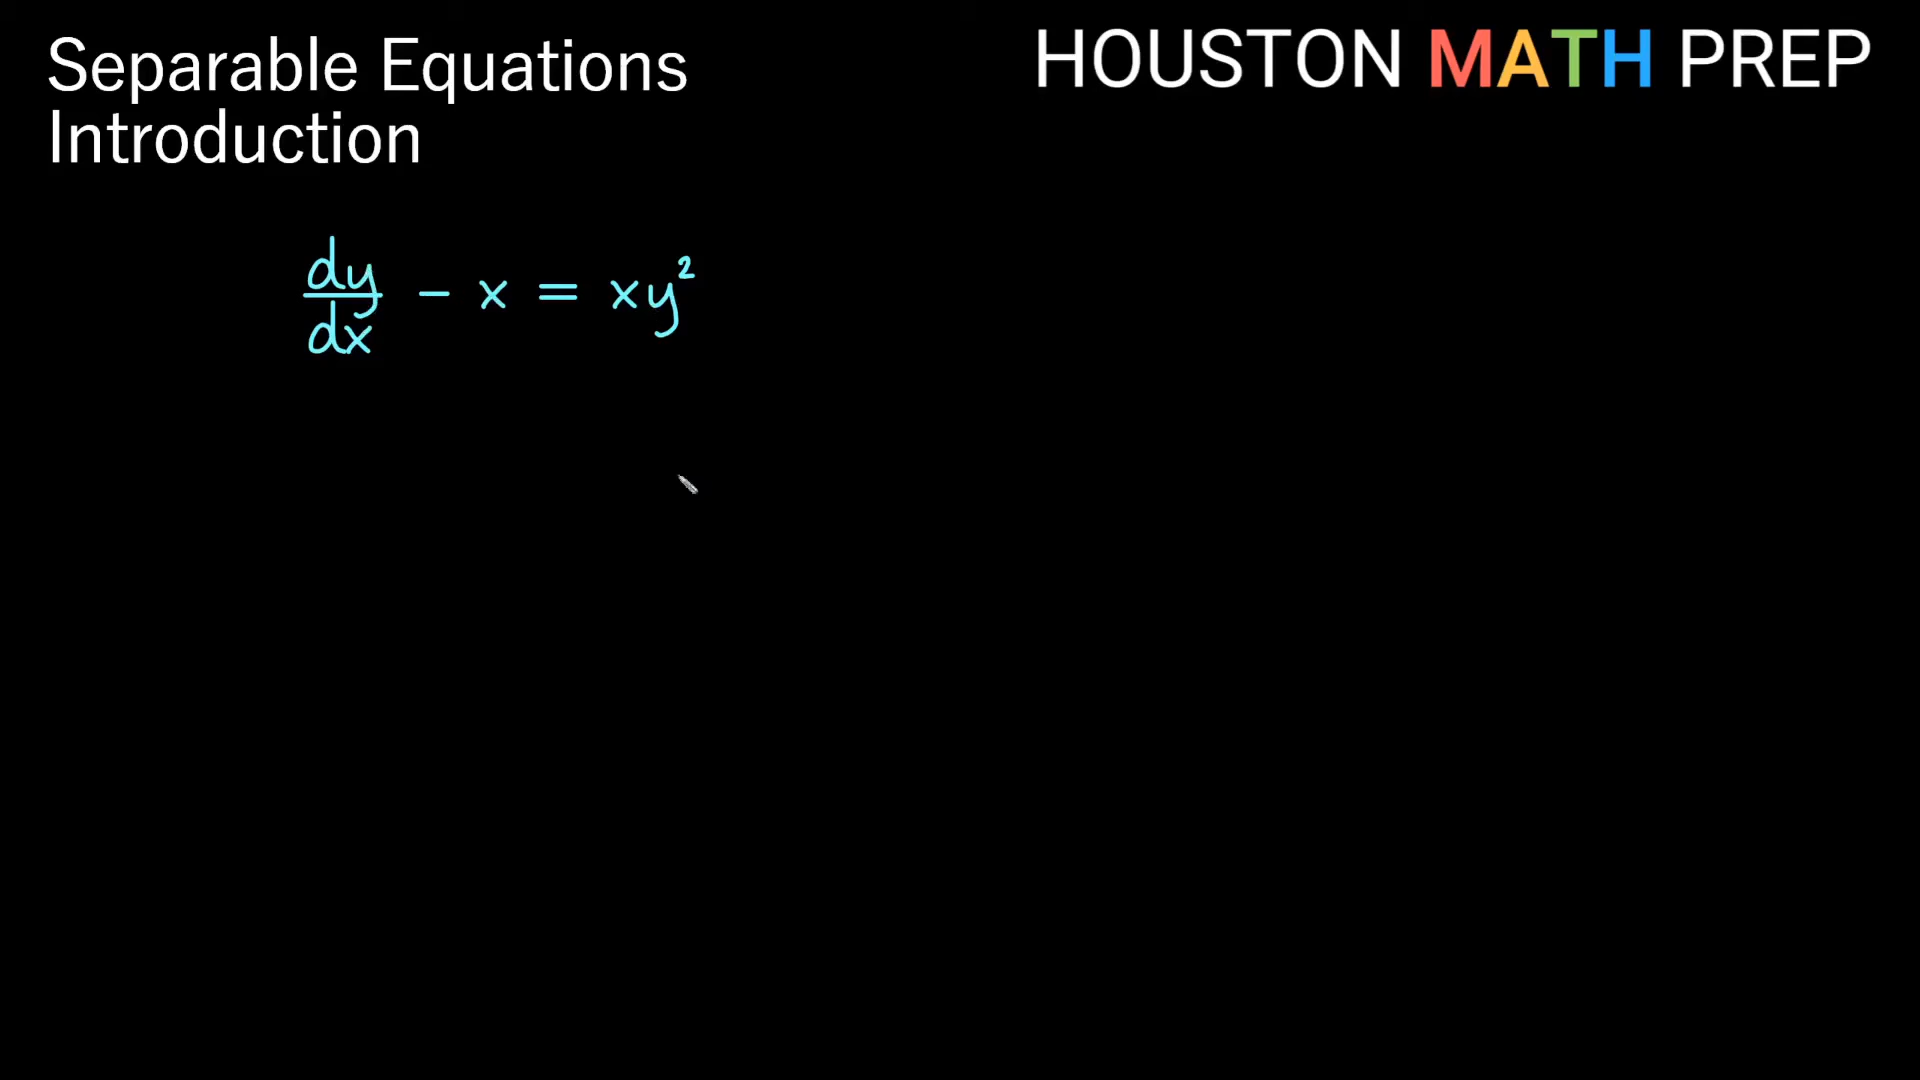 Separable Equations
Introduction
HOUSTON MATH PREP
dy/dx - x = xy²